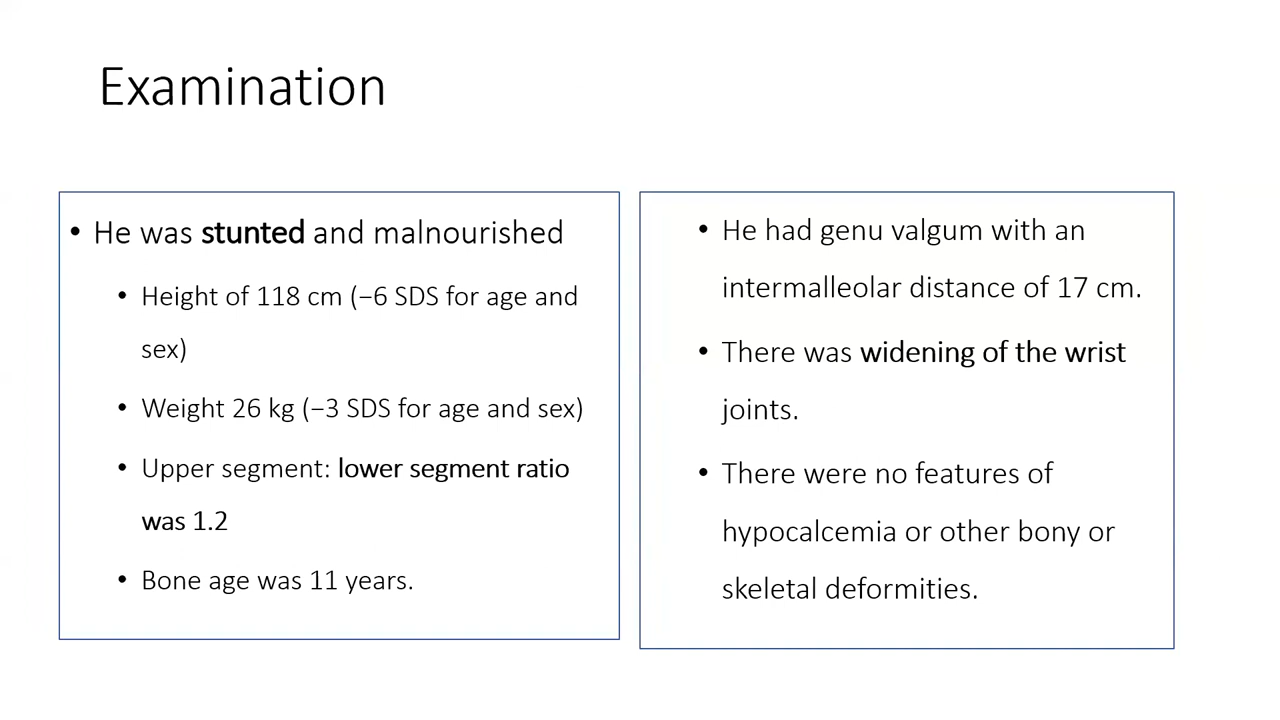 Examination
• He was stunted and malnourished
• Height of 118 cm (−6 SDS for age and
sex)
• Weight 26 kg (−3 SDS for age and sex)
• Upper segment: lower segment ratio
was 1.2
• Bone age was 11 years.
• He had genu valgum with an
intermalleolar distance of 17 cm.
• There was widening of the wrist
joints.
• There were no features of
hypocalcemia or other bony or
skeletal deformities.